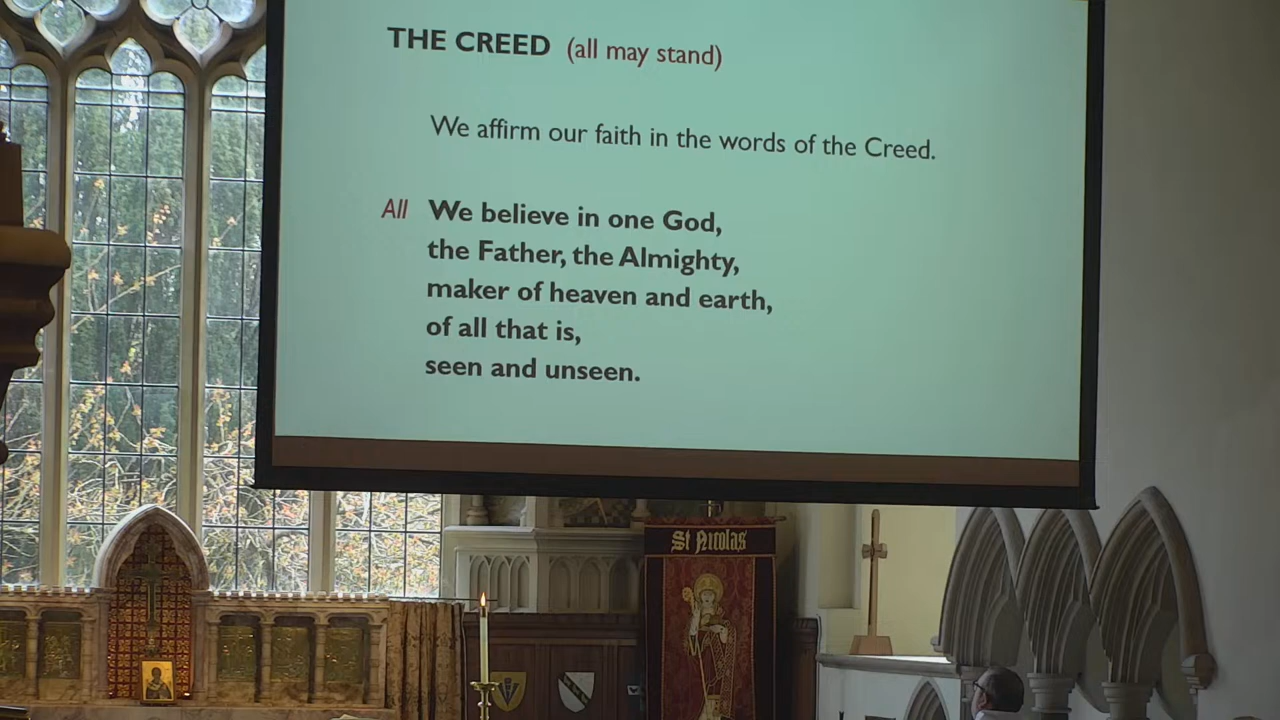 THE CREED (all may stand)
We affirm our faith in the words of the Creed.
All We believe in one God,
the Father, the Almighty,
maker of heaven and earth,
of all that is,
seen and unseen.
St Nicolas